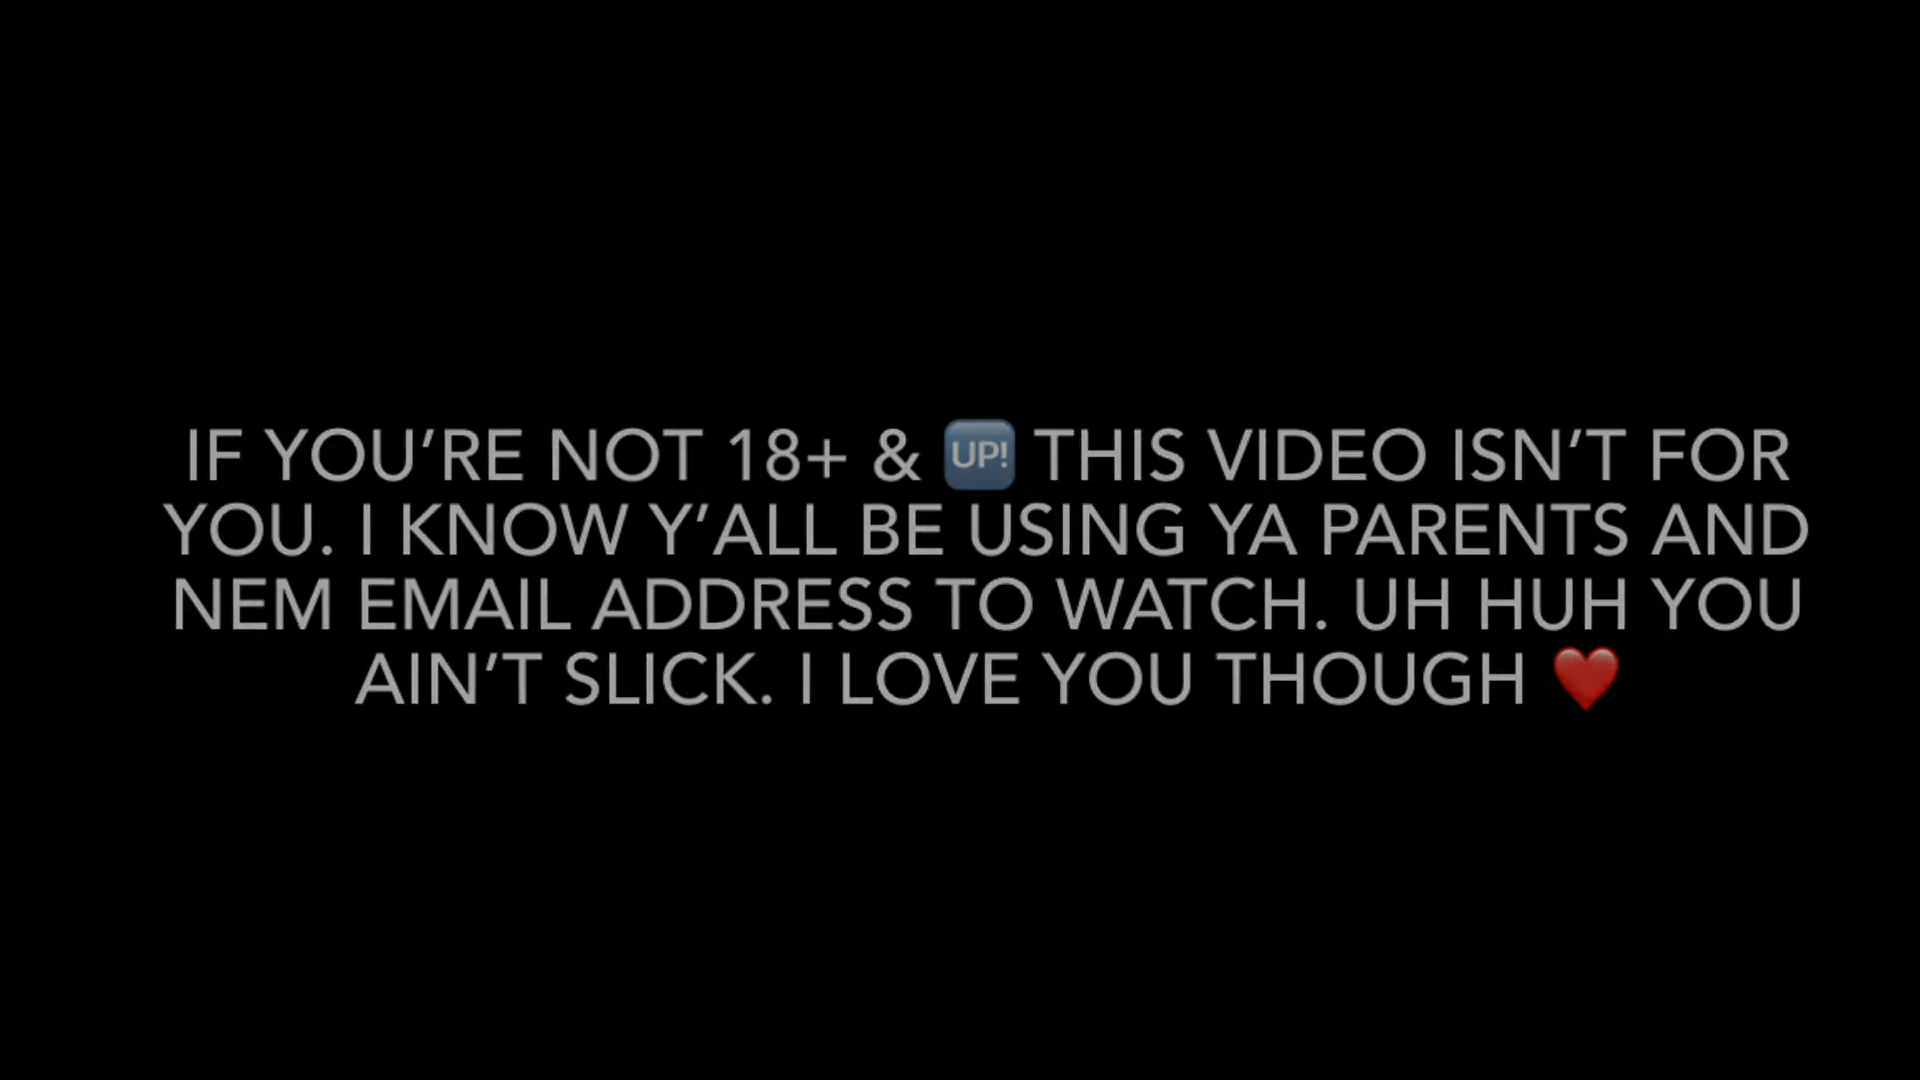 IF YOU’RE NOT 18+ & 🆙 THIS VIDEO ISN’T FOR
YOU. I KNOW Y’ALL BE USING YA PARENTS AND
NEM EMAIL ADDRESS TO WATCH. UH HUH YOU
AIN’T SLICK. I LOVE YOU THOUGH ❤️